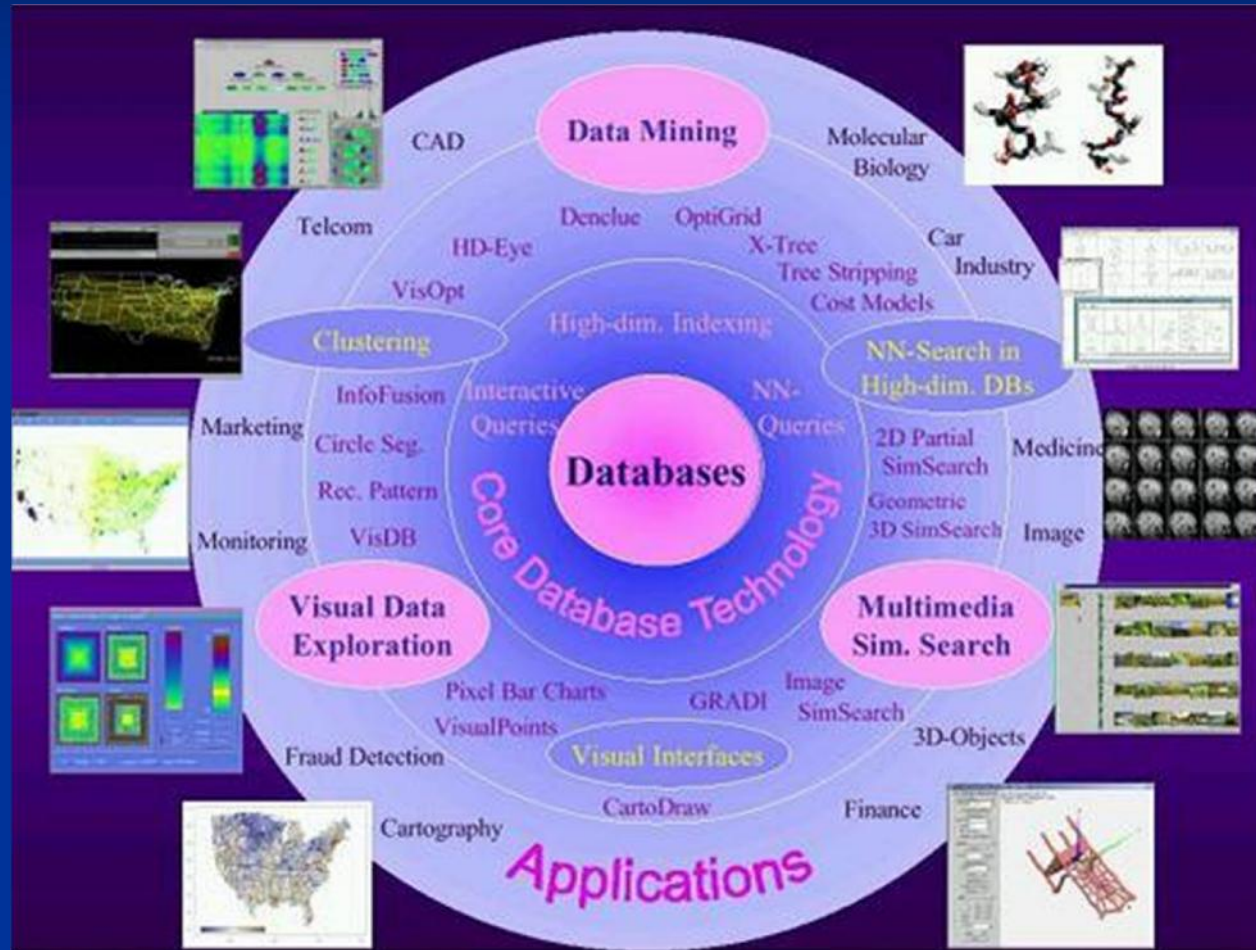 Data Mining
CAD
Molecular
Biology
Telcom
Denclue
OptiGrid
HD-Eye
X-Tree
Car
Industry
Tree Stripping
VisOpt
Cost Models
High-dim. Indexing
Clustering
NN-Search in
High-dim. DBs
InfoFusion
Interactive
Queries
NN-
Queries
Marketing
Circle Seg.
Databases
2D Partial
SimSearch
Medicine
Rec. Pattern
Geometric
3D SimSearch
Monitoring
VisDB
Image
Core Database Technology
Visual Data
Exploration
Multimedia
Sim. Search
Pixel Bar Charts
GRADI
Image
SimSearch
VisualPoints
3D-Objects
Fraud Detection
Visual Interfaces
CartoDraw
Finance
Cartography
Applications